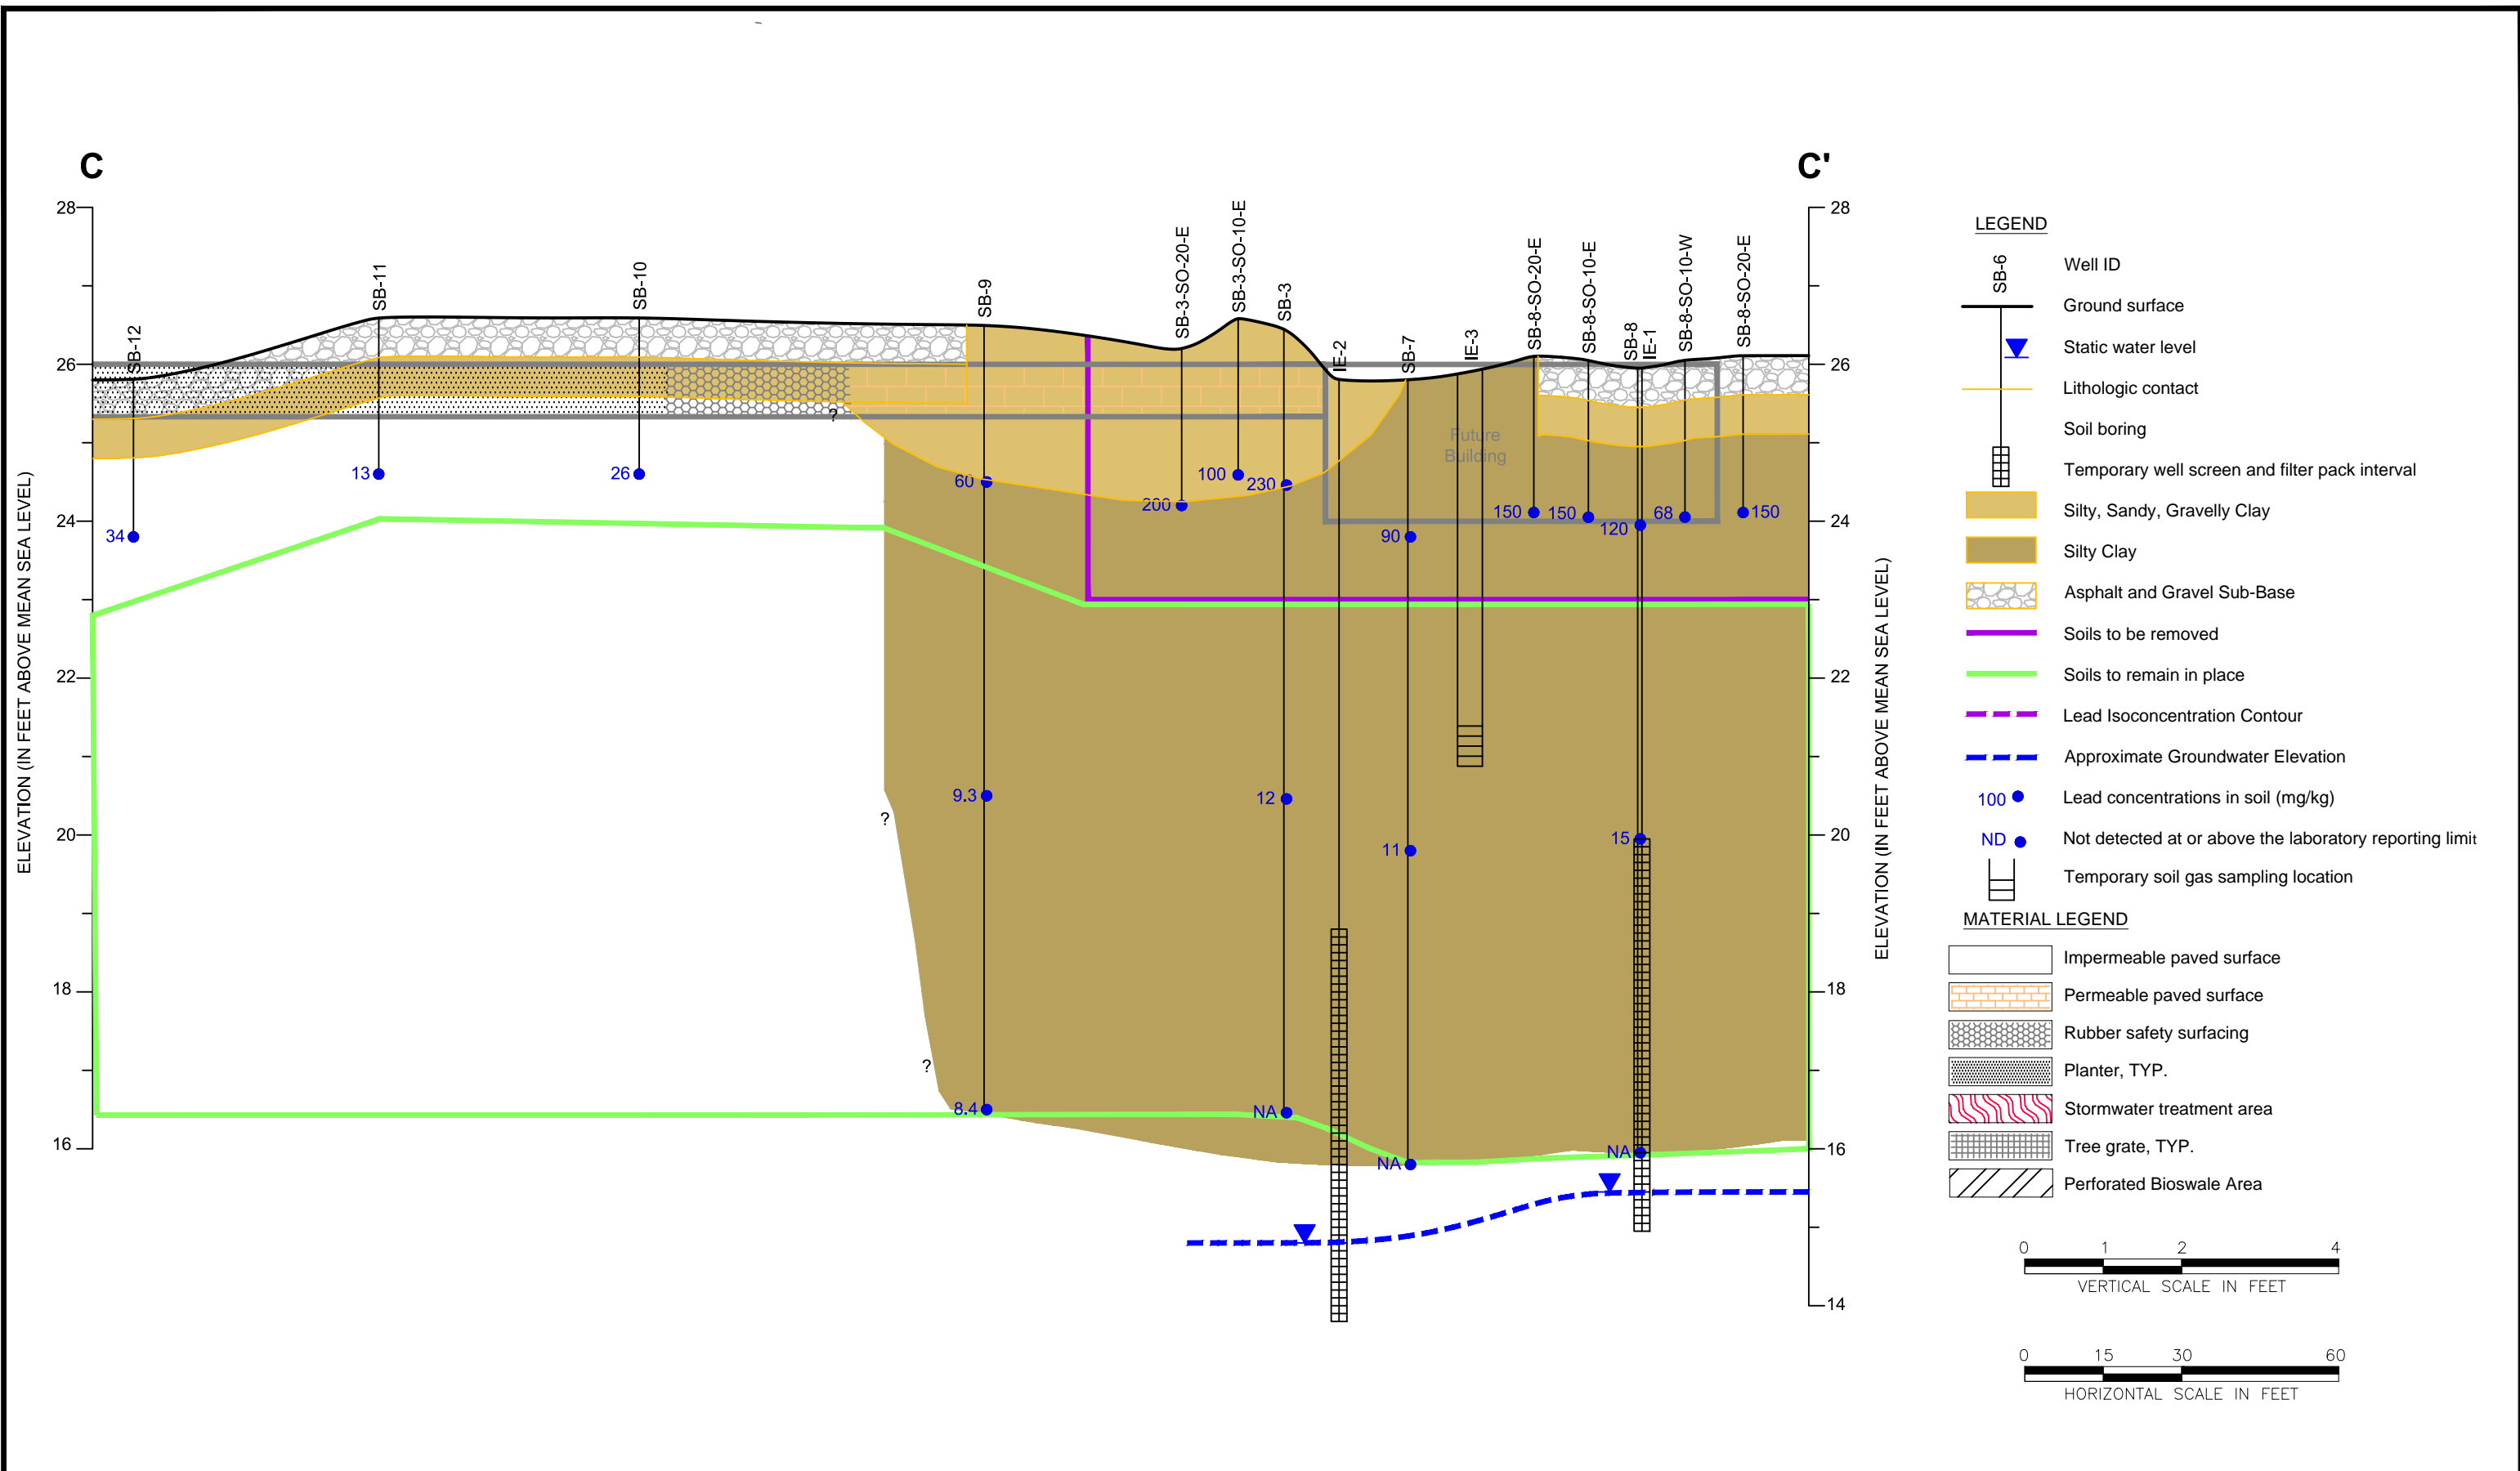 C
C'
28
26
24
22
20
18
16
28
26
24
22
20
18
16
14
ELEVATION (IN FEET ABOVE MEAN SEA LEVEL)
ELEVATION (IN FEET ABOVE MEAN SEA LEVEL)
SB-12
SB-11
SB-10
SB-9
SB-3-SO-20-E
SB-3-SO-10-E
SB-3
IE-2
SB-7
IE-3
SB-8-SO-20-E
SB-8-SO-10-E
SB-8
IE-1
SB-8-SO-10-W
SB-8-SO-20-E
Future
Building
34
13
26
60
200
100
230
90
150
150
120
68
150
9.3
12
11
15
8.4
NA
NA
NA
?
?
?
LEGEND
SB-6
Well ID
Ground surface
Static water level
Lithologic contact
Soil boring
Temporary well screen and filter pack interval
Silty, Sandy, Gravelly Clay
Silty Clay
Asphalt and Gravel Sub-Base
Soils to be removed
Soils to remain in place
Lead Isoconcentration Contour
Approximate Groundwater Elevation
100 Lead concentrations in soil (mg/kg)
ND Not detected at or above the laboratory reporting limit
Temporary soil gas sampling location
MATERIAL LEGEND
Impermeable paved surface
Permeable paved surface
Rubber safety surfacing
Planter, TYP.
Stormwater treatment area
Tree grate, TYP.
Perforated Bioswale Area
0 1 2 4
VERTICAL SCALE IN FEET
0 15 30 60
HORIZONTAL SCALE IN FEET